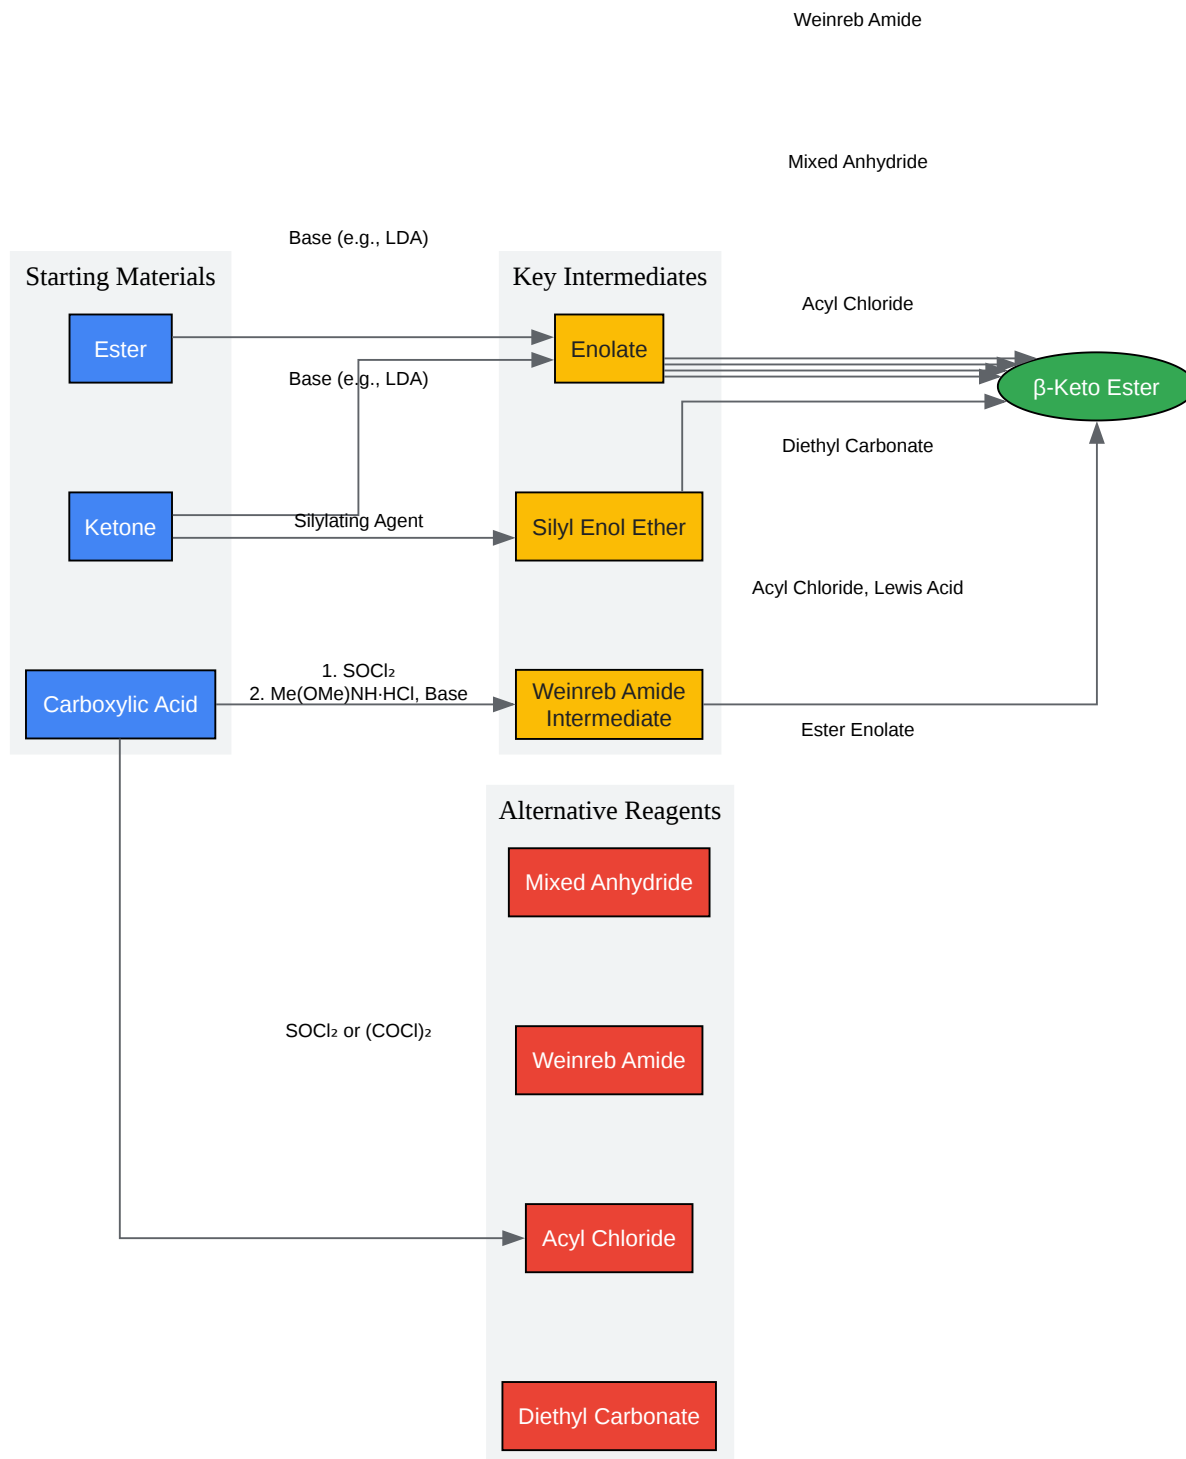 Weinreb Amide
Mixed Anhydride
Base (e.g., LDA)
Starting Materials
Key Intermediates
Acyl Chloride
Ester
Enolate
Base (e.g., LDA)
β-Keto Ester
Diethyl Carbonate
Ketone
Silylating Agent
Silyl Enol Ether
Acyl Chloride, Lewis Acid
1. SOCl₂
2. Me(OMe)NH·HCl, Base
Carboxylic Acid
Weinreb Amide
Intermediate
Ester Enolate
Alternative Reagents
Mixed Anhydride
SOCl₂ or (COCl)₂
Weinreb Amide
Acyl Chloride
Diethyl Carbonate